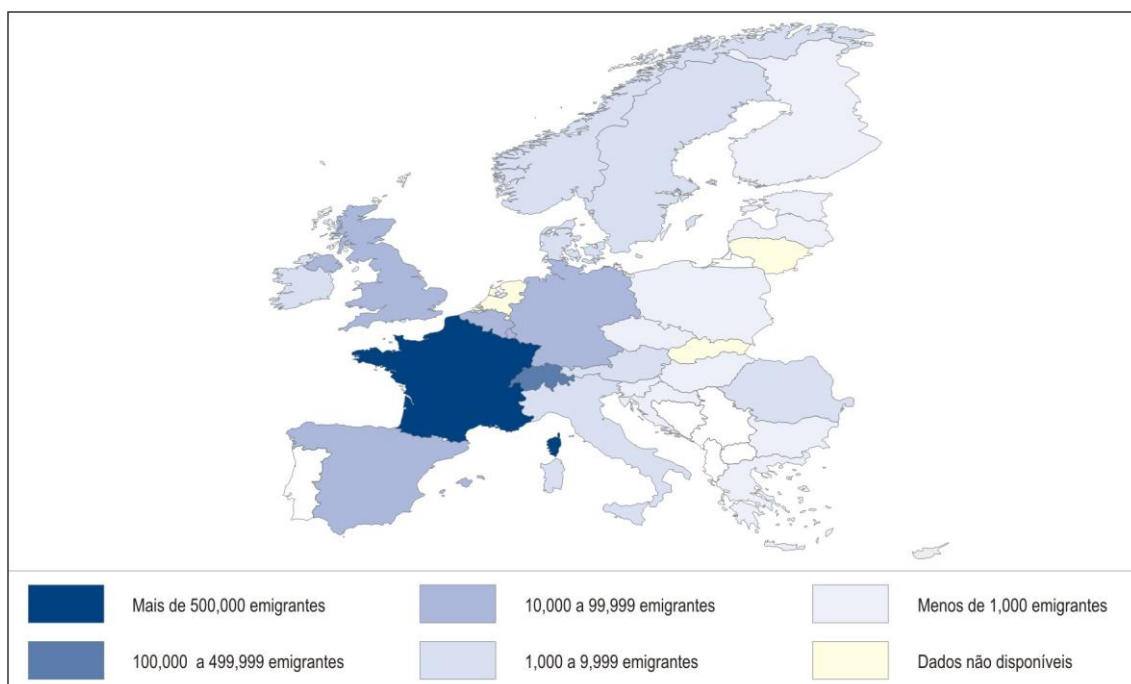 Mais de 500,000 emigrantes
10,000 a 99,999 emigrantes
Menos de 1,000 emigrantes
100,000 a 499,999 emigrantes
1,000 a 9,999 emigrantes
Dados não disponíveis